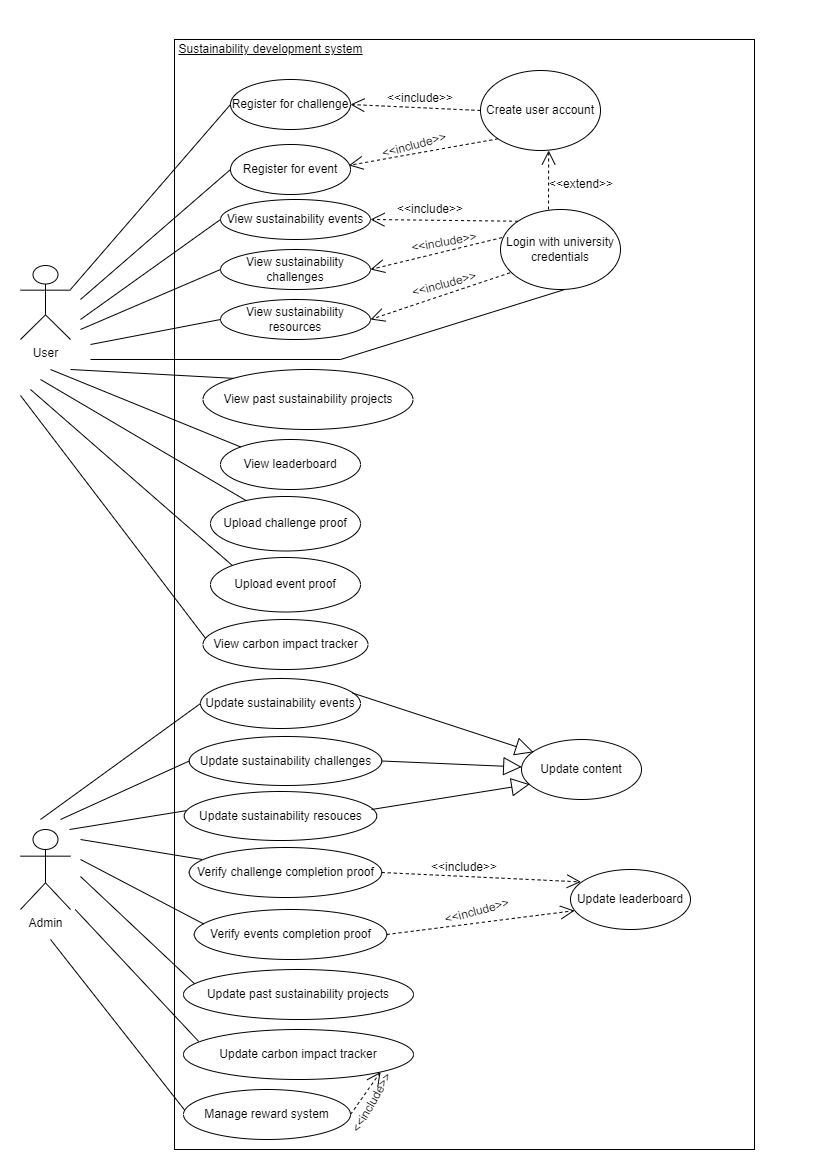 Sustainability development system
Register for challenge
<<include>>
Create user account
<<include>>
Register for event
<<extend>>
View sustainability events
<<include>>
Login with university
credentials
<<include>>
View sustainability
challenges
<<include>>
View sustainability
resources
User
View past sustainability projects
View leaderboard
Upload challenge proof
Upload event proof
View carbon impact tracker
Update sustainability events
Update sustainability challenges
Update content
Update sustainability resouces
Verify challenge completion proof
<<include>>
Update leaderboard
<<include>>
Admin
Verify events completion proof
Update past sustainability projects
Update carbon impact tracker
<<include>>
Manage reward system